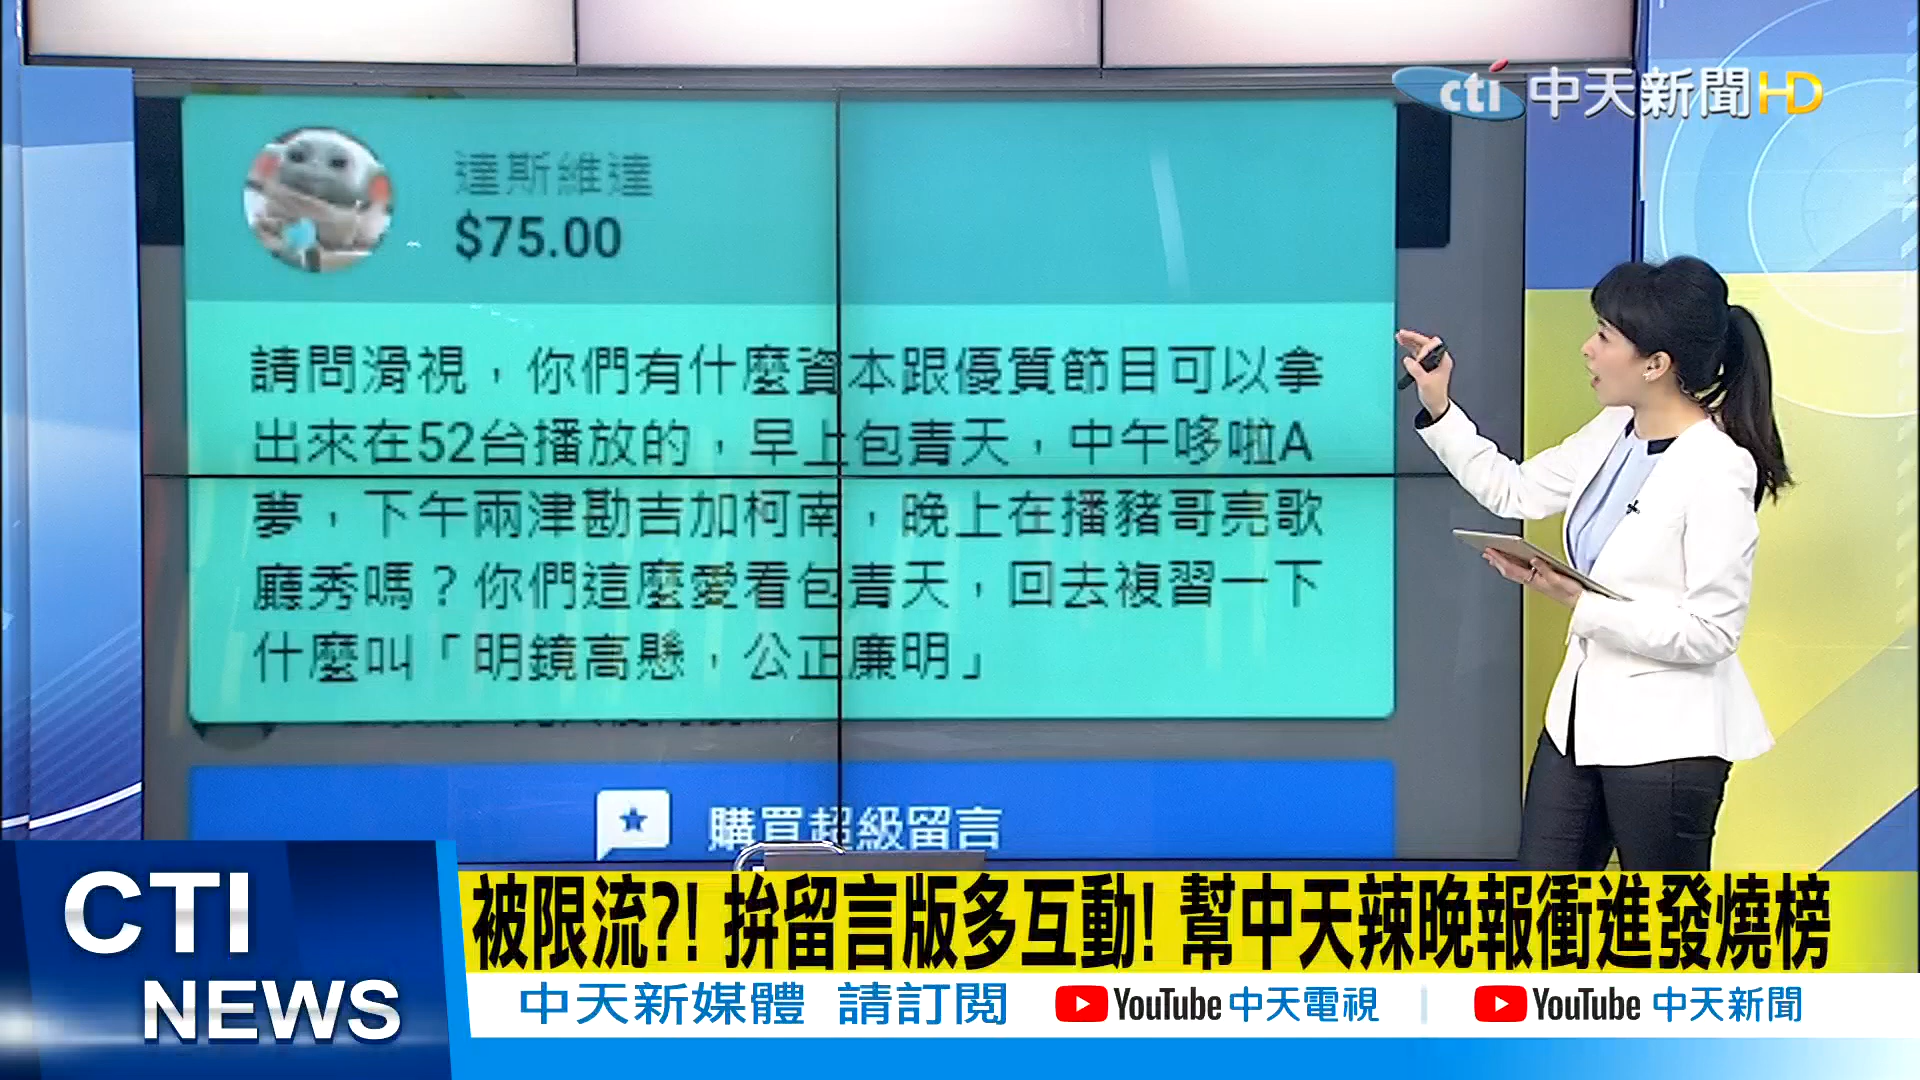 cti 中天新聞HD
達斯維達
$75.00
請問滑視，你們有什麼資本跟優質節目可以拿
出來在52台播放的，早上包青天，中午哆啦A
夢，下午兩津勘吉加柯南，晚上在播豬哥亮歌
廳秀嗎？你們這麼愛看包青天，回去複習一下
什麼叫「明鏡高懸，公正廉明」
購買超級留言
CTI
NEWS
被限流?! 拚留言版多互動! 幫中天辣晚報衝進發燒榜
中天新媒體 請訂閱 YouTube 中天電視 | YouTube 中天新聞